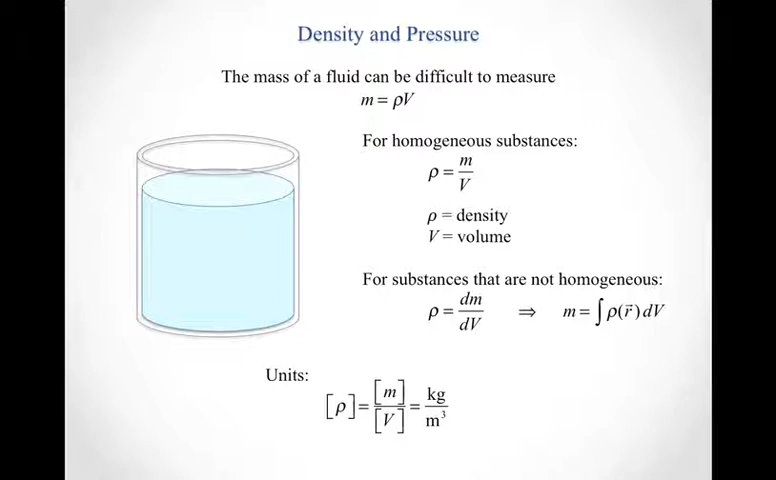 Density and Pressure
The mass of a fluid can be difficult to measure
m = ρV
For homogeneous substances:
ρ = m/V
ρ = density
V = volume
For substances that are not homogeneous:
ρ = dm/dV ⇒ m = ∫ρ(r⃗)dV
Units:
[ρ] = [m]/[V] = kg/m³